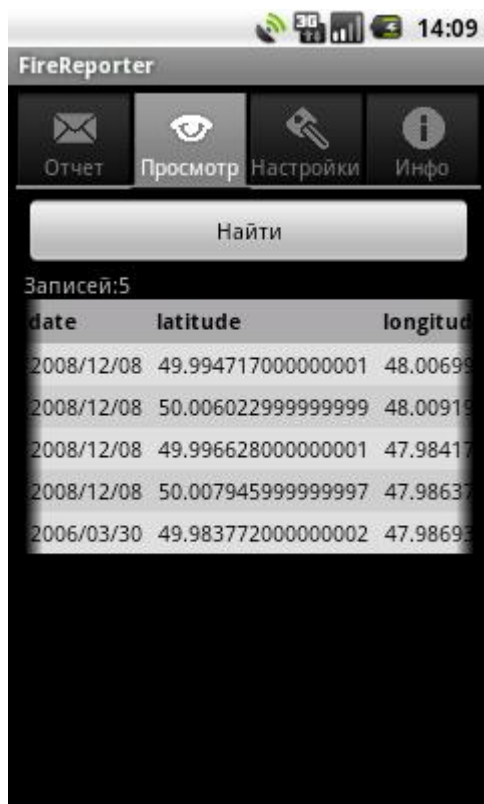 3G 14:09
FireReporter
Отчет Просмотр Настройки Инфо
Найти
Записей:5
date latitude longitud
2008/12/08 49.994717000000001 48.00699
2008/12/08 50.006022999999999 48.00919
2008/12/08 49.996628000000001 47.98417
2008/12/08 50.007945999999997 47.98637
2006/03/30 49.983772000000002 47.98693